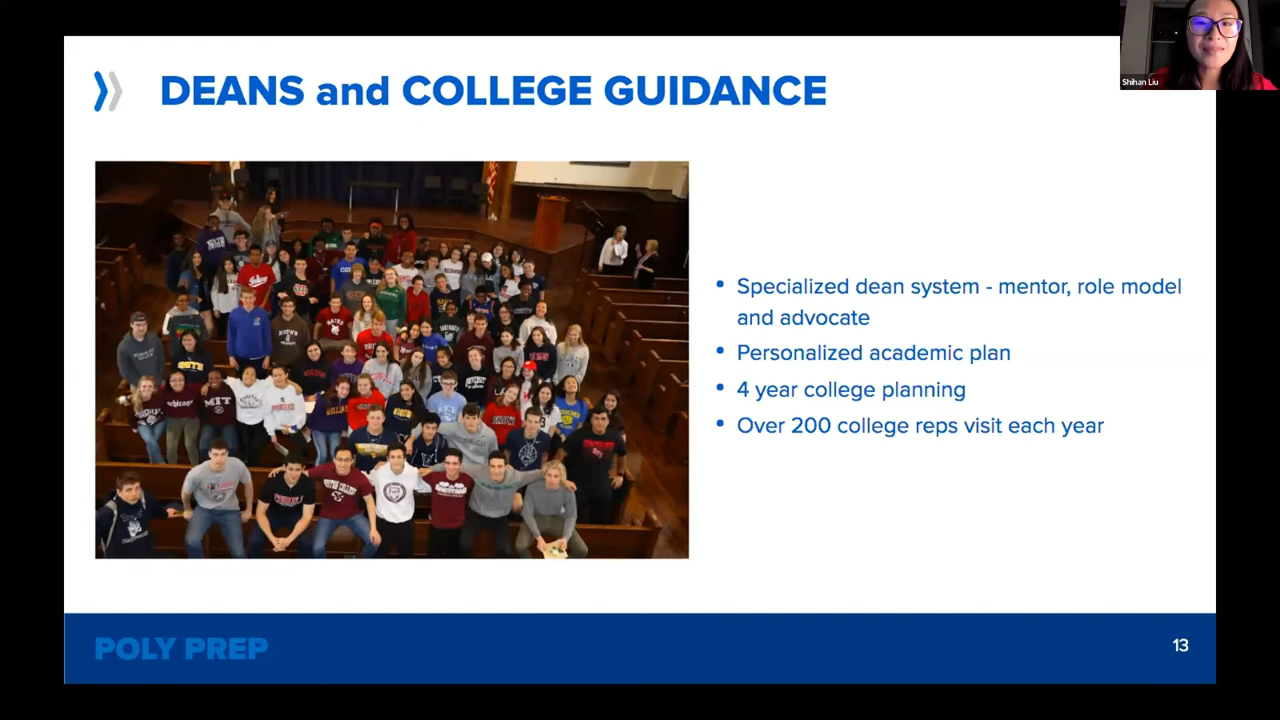 DEANS and COLLEGE GUIDANCE
Shihan Liu
• Specialized dean system - mentor, role model
and advocate
• Personalized academic plan
• 4 year college planning
• Over 200 college reps visit each year
MIT
POLY PREP
13